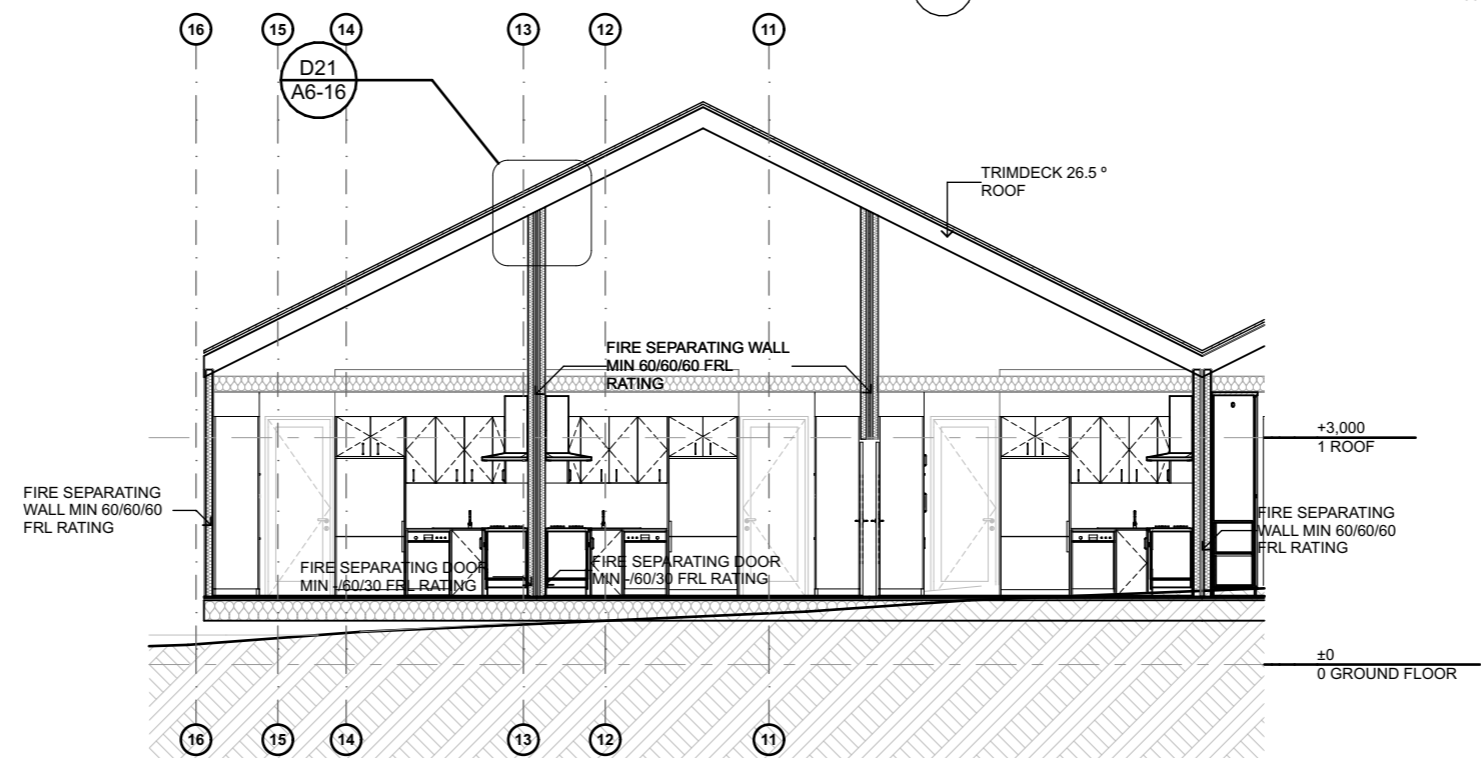 16
15
14
13
12
11
D21
A6-16
TRIMDECK 26.5 º
ROOF
FIRE SEPARATING WALL
MIN 60/60/60 FRL
RATING
+3,000
1 ROOF
FIRE SEPARATING
WALL MIN 60/60/60
FRL RATING
FIRE SEPARATING
WALL MIN 60/60/60
FRL RATING
FIRE SEPARATING DOOR
MIN -/60/30 FRL RATING
FIRE SEPARATING DOOR
MIN -/60/30 FRL RATING
±0
0 GROUND FLOOR
16
15
14
13
12
11